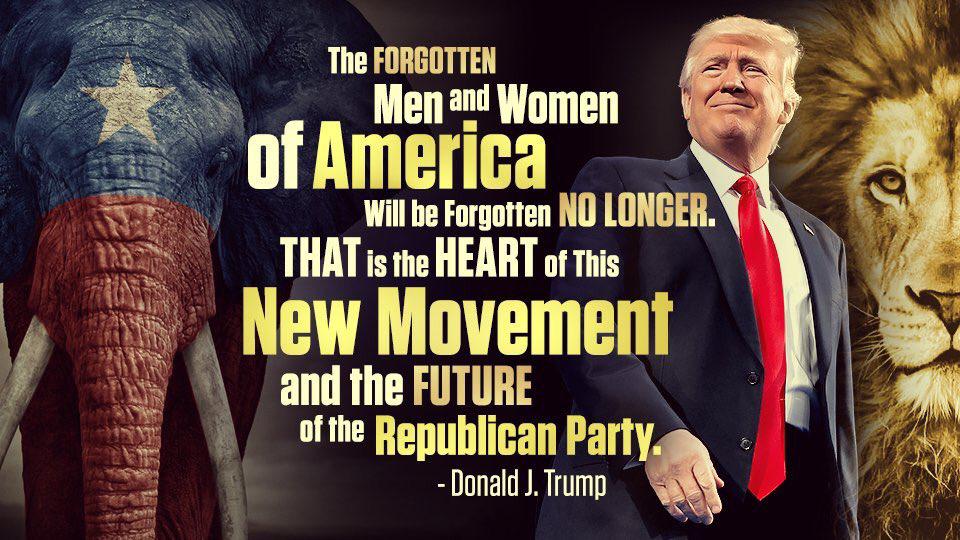 The FORGOTTEN
Men and Women
of America
Will be Forgotten NO LONGER.
THAT is the HEART of This
New Movement
and the FUTURE
of the Republican Party.
- Donald J. Trump